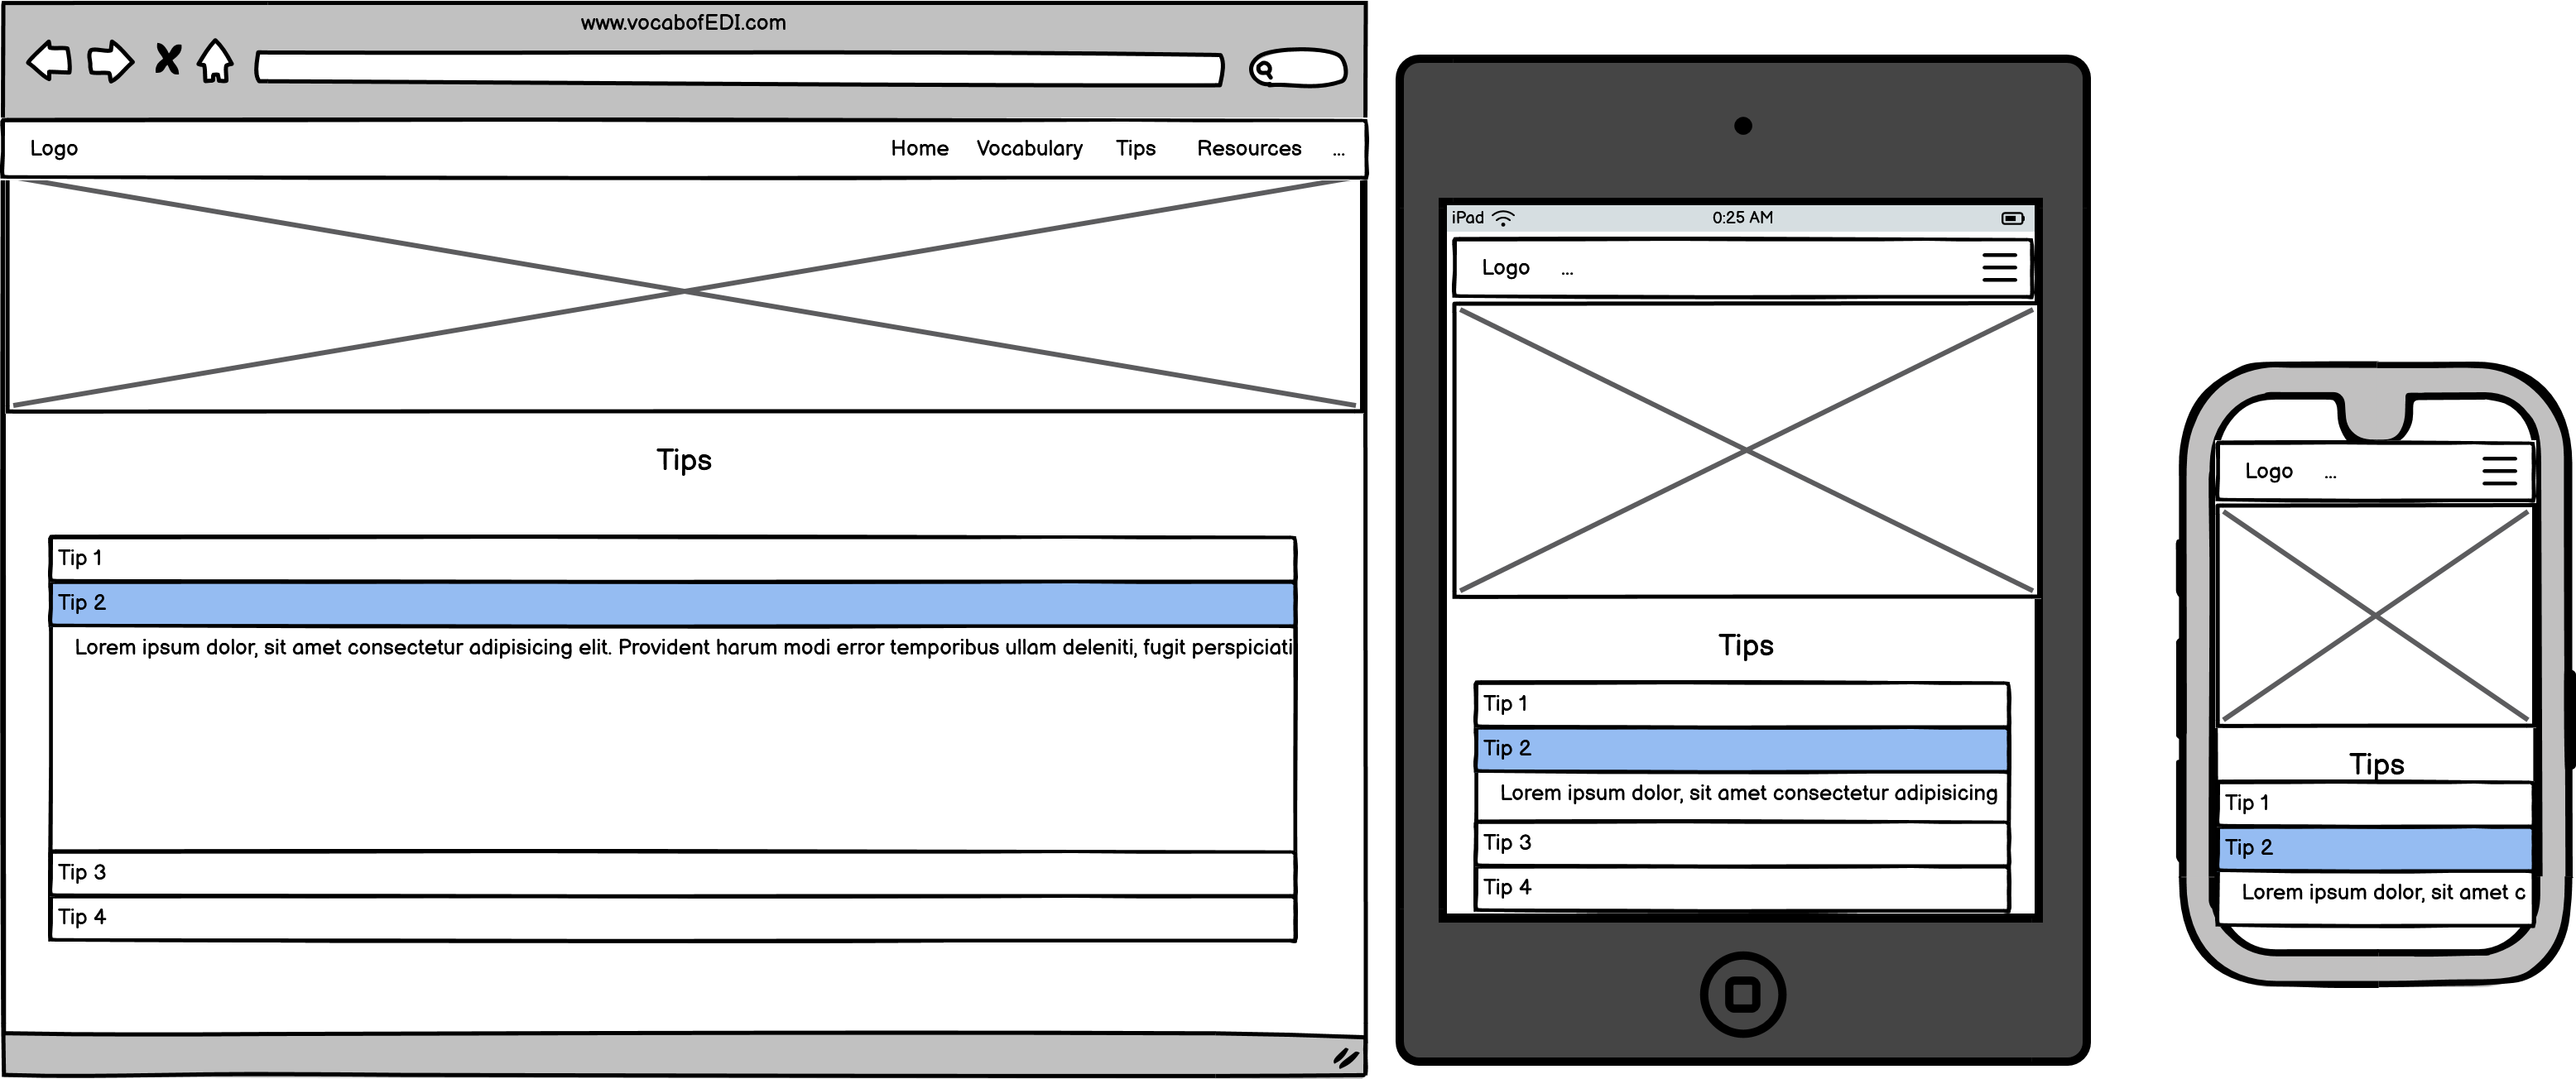 www.vocabofEDI.com
Logo Home Vocabulary Tips Resources ...
Tips
Tip 1
Tip 2
Lorem ipsum dolor, sit amet consectetur adipisicing elit. Provident harum modi error temporibus ullam deleniti, fugit perspiciati
Tip 3
Tip 4
iPad 0:25 AM
Logo ...
Tips
Tip 1
Tip 2
Lorem ipsum dolor, sit amet consectetur adipisicing
Tip 3
Tip 4
Logo ...
Tips
Tip 1
Tip 2
Lorem ipsum dolor, sit amet c